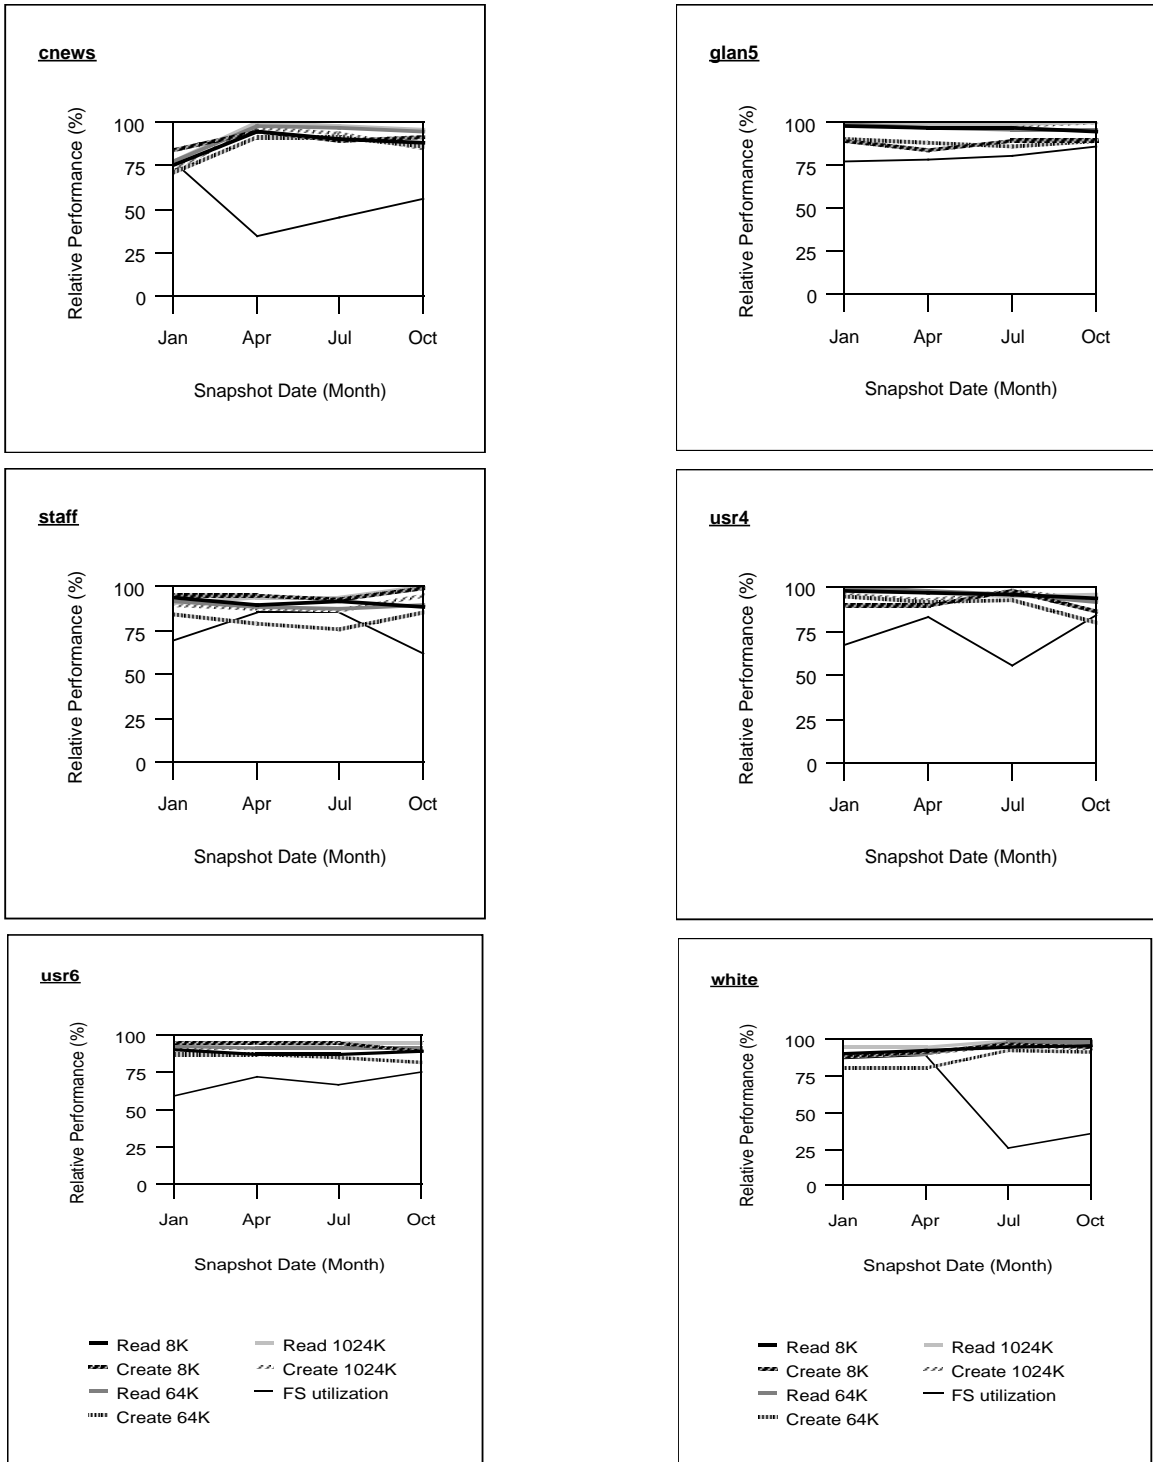 cnews
Relative Performance (%)
100
75
50
25
0
Jan Apr Jul Oct
Snapshot Date (Month)
glan5
Relative Performance (%)
100
75
50
25
0
Jan Apr Jul Oct
Snapshot Date (Month)
staff
Relative Performance (%)
100
75
50
25
0
Jan Apr Jul Oct
Snapshot Date (Month)
usr4
Relative Performance (%)
100
75
50
25
0
Jan Apr Jul Oct
Snapshot Date (Month)
usr6
Relative Performance (%)
100
75
50
25
0
Jan Apr Jul Oct
Snapshot Date (Month)
Read 8K Read 1024K
Create 8K Create 1024K
Read 64K FS utilization
Create 64K
white
Relative Performance (%)
100
75
50
25
0
Jan Apr Jul Oct
Snapshot Date (Month)
Read 8K Read 1024K
Create 8K Create 1024K
Read 64K FS utilization
Create 64K